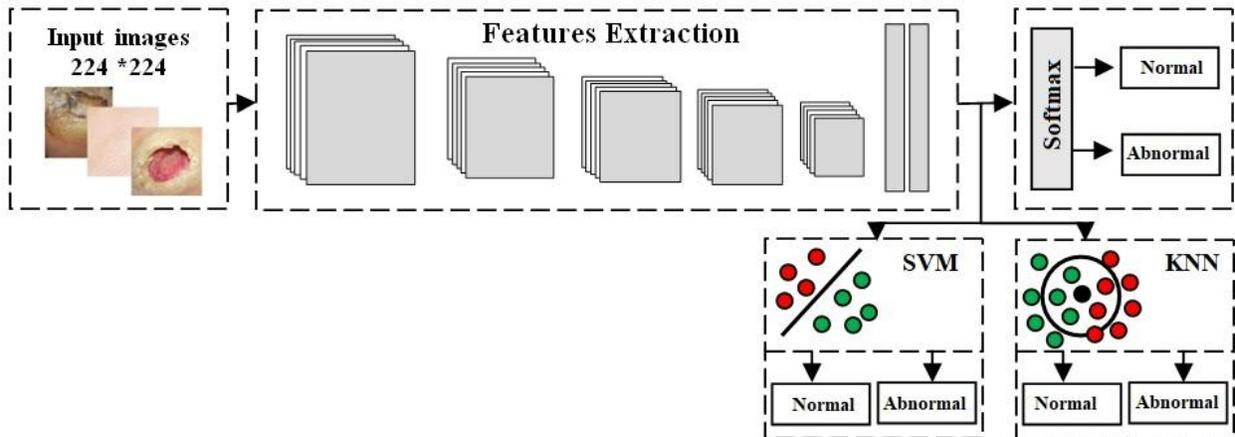 Input images
224 *224
Features Extraction
Softmax
Normal
Abnormal
SVM
Normal
Abnormal
KNN
Normal
Abnormal